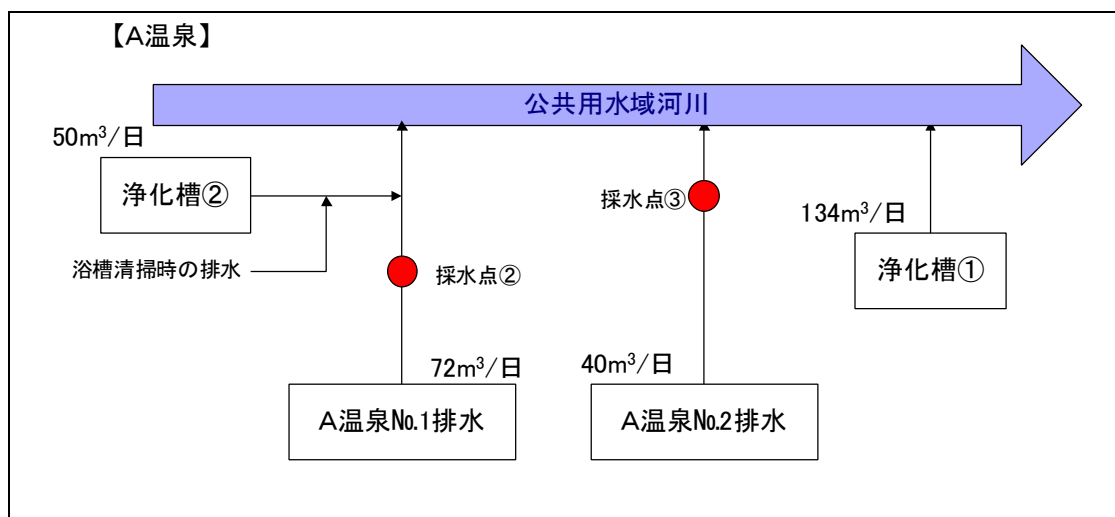 【A温泉】
公共用水域河川
50m³/日
浄化槽②
採水点③
134m³/日
浴槽清掃時の排水
採水点②
浄化槽①
72m³/日
40m³/日
A温泉№1排水
A温泉№2排水